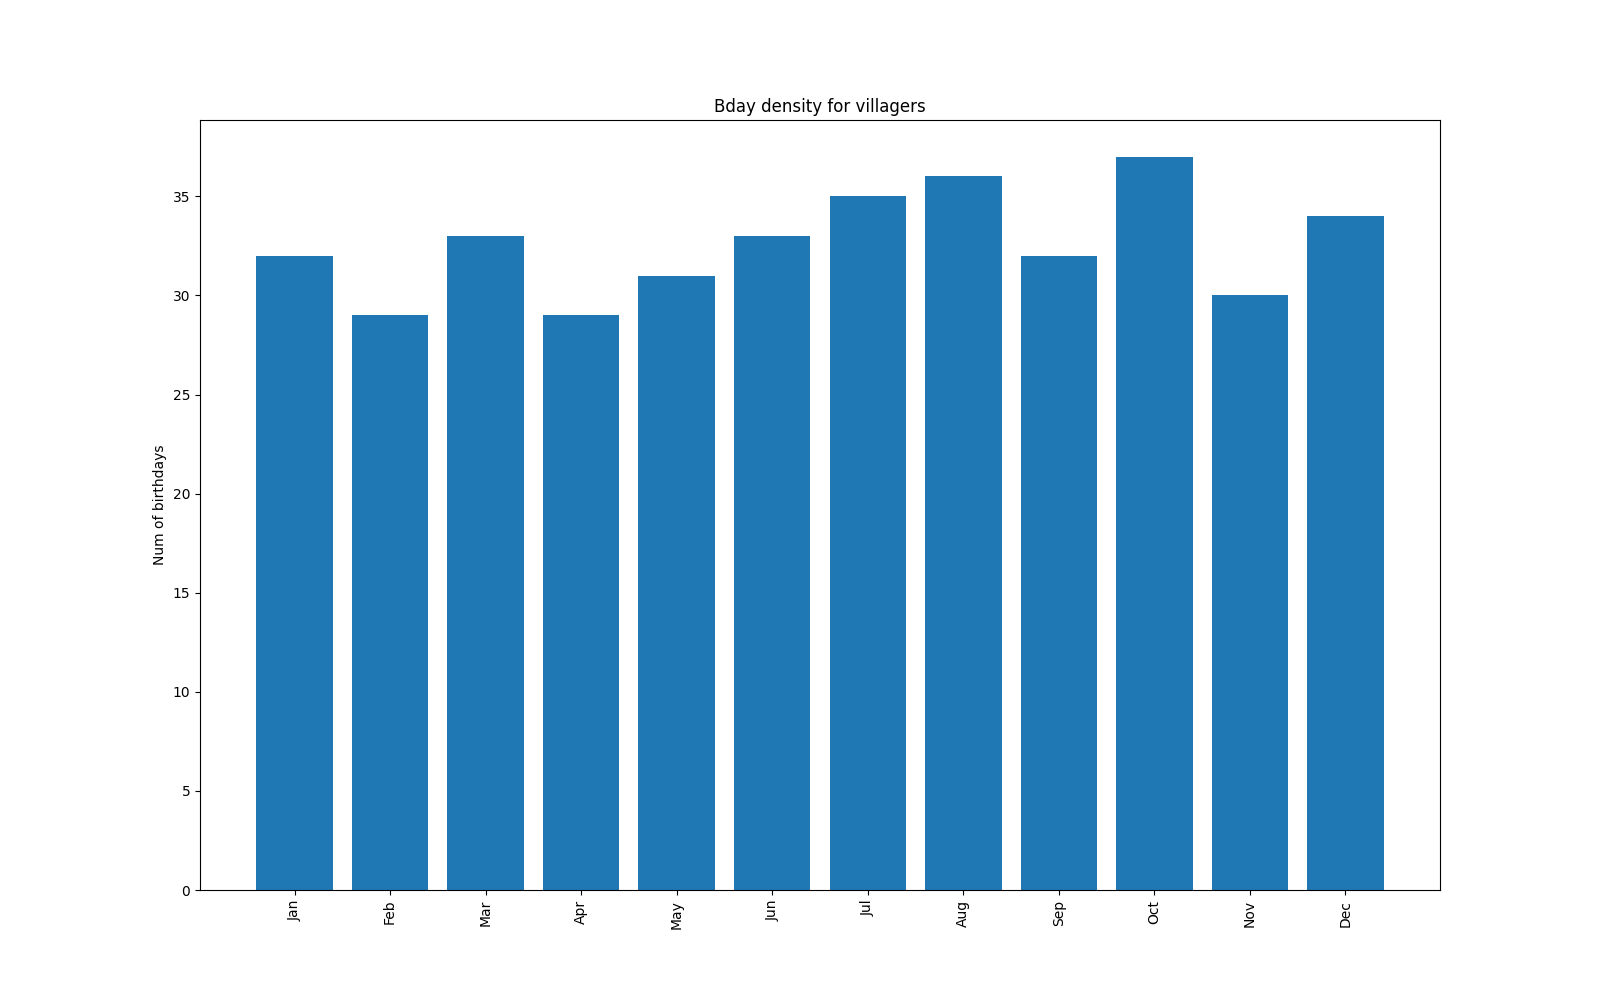 Bday density for villagers
Num of birthdays
35
30
25
20
15
10
5
0
Jan
Feb
Mar
Apr
May
Jun
Jul
Aug
Sep
Oct
Nov
Dec